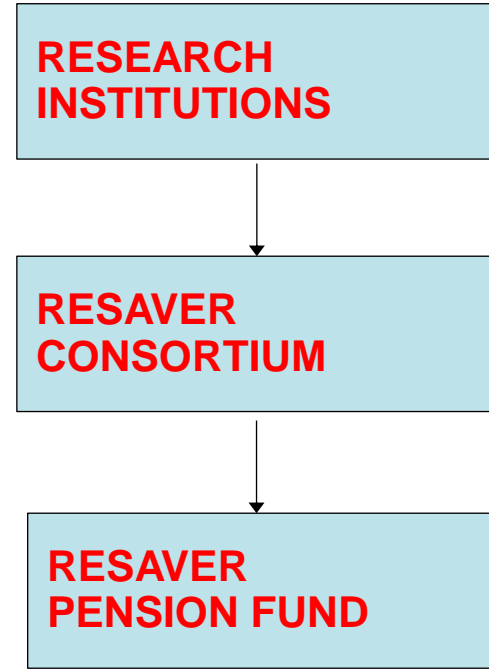 RESEARCH
INSTITUTIONS
RESAVER
CONSORTIUM
RESAVER
PENSION FUND